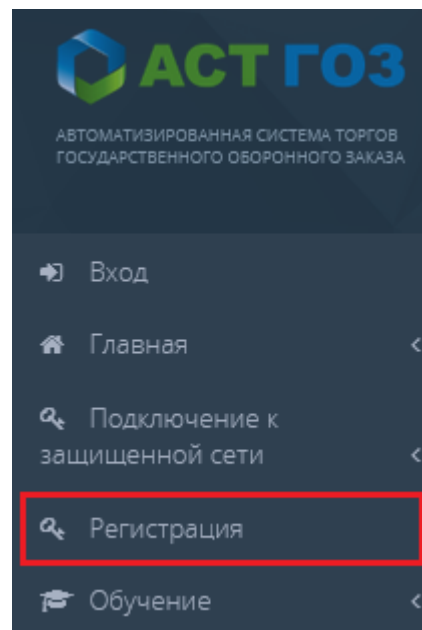 АСТ ГОЗ
АВТОМАТИЗИРОВАННАЯ СИСТЕМА ТОРГОВ
ГОСУДАРСТВЕННОГО ОБОРОННОГО ЗАКАЗА
Вход
Главная
Подключение к
защищенной сети
Регистрация
Обучение